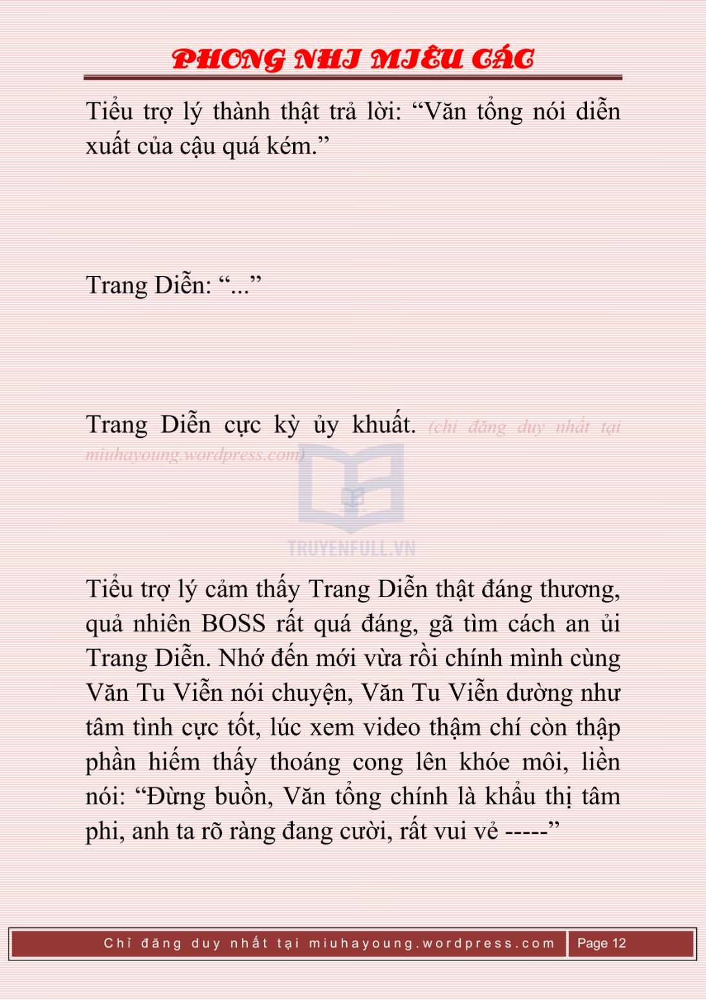 PHONG NHI MIÊU CÁC
Tiểu trợ lý thành thật trả lời: “Văn tổng nói diễn
xuất của cậu quá kém.”
Trang Diễn: “...”
Trang Diễn cực kỳ ủy khuất. (chỉ đăng duy nhất tại
miuhayoung.wordpress.com)
TRUYENFULL.VN
Tiểu trợ lý cảm thấy Trang Diễn thật đáng thương,
quả nhiên BOSS rất quá đáng, gã tìm cách an ủi
Trang Diễn. Nhớ đến mới vừa rồi chính mình cùng
Văn Tu Viễn nói chuyện, Văn Tu Viễn dường như
tâm tình cực tốt, lúc xem video thậm chí còn thập
phần hiếm thấy thoáng cong lên khóe môi, liền
nói: “Đừng buồn, Văn tổng chính là khẩu thị tâm
phi, anh ta rõ ràng đang cười, rất vui vẻ -----”
Chỉ đăng duy nhất tại miuhayoung.wordpress.com Page 12